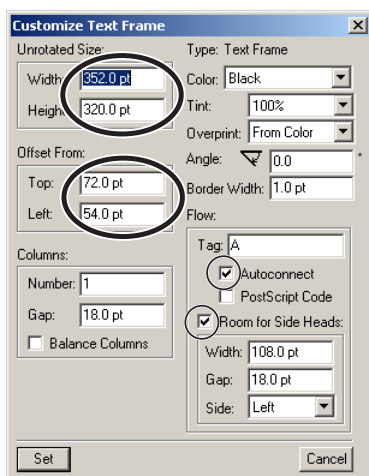 Customize Text Frame
Unrotated Size:
Width: 352.0 pt
Height: 320.0 pt
Offset From:
Top: 72.0 pt
Left: 54.0 pt
Columns:
Number: 1
Gap: 18.0 pt
Balance Columns
Type: Text Frame
Color: Black
Tint: 100%
Overprint: From Color
Angle: 0.0 °
Border Width: 1.0 pt
Flow:
Tag: A
Autoconnect
PostScript Code
Room for Side Heads:
Width: 108.0 pt
Gap: 18.0 pt
Side: Left
Set
Cancel